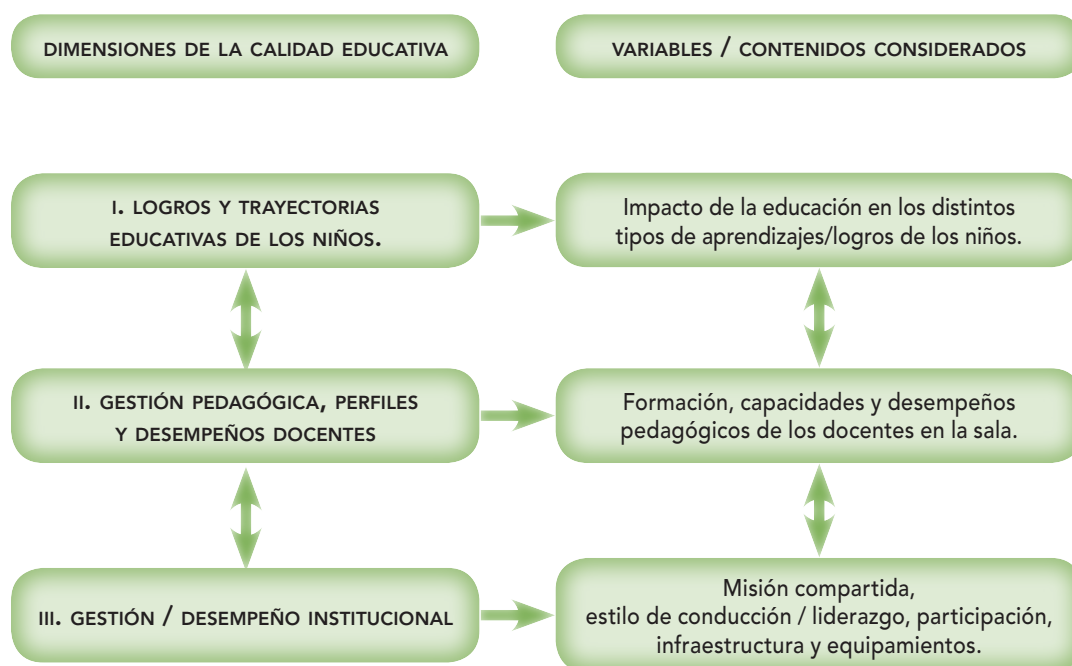 DIMENSIONES DE LA CALIDAD EDUCATIVA
VARIABLES / CONTENIDOS CONSIDERADOS
I. LOGROS Y TRAYECTORIAS
EDUCATIVAS DE LOS NIÑOS.
Impacto de la educación en los distintos
tipos de aprendizajes/logros de los niños.
II. GESTIÓN PEDAGÓGICA, PERFILES
Y DESEMPEÑOS DOCENTES
Formación, capacidades y desempeños
pedagógicos de los docentes en la sala.
III. GESTIÓN / DESEMPEÑO INSTITUCIONAL
Misión compartida,
estilo de conducción / liderazgo, participación,
infraestructura y equipamientos.